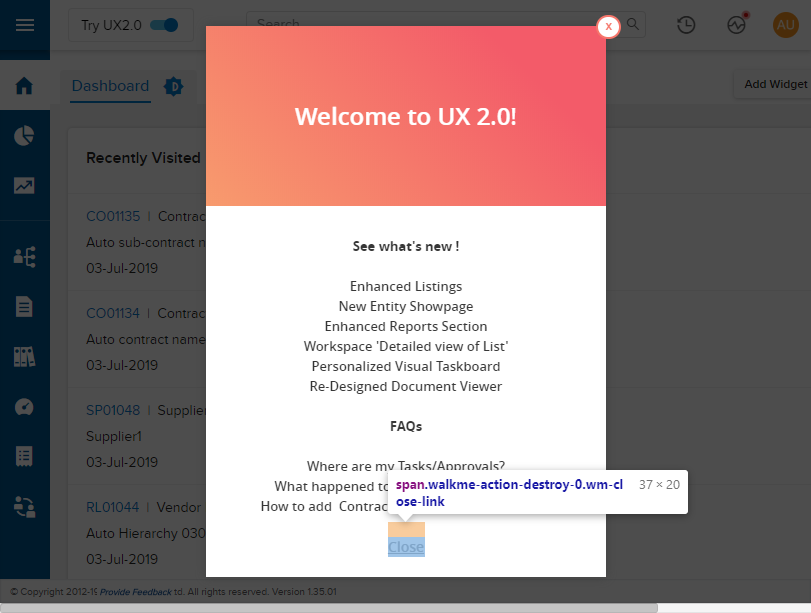 Try UX2.0
Search
x
AU
Dashboard
D
Add Widget
Welcome to UX 2.0!
Recently Visited
CO01135 | Contrac
Auto sub-contract n
03-Jul-2019
CO01134 | Contrac
Auto contract name
03-Jul-2019
SP01048 | Supplier
Supplier1
03-Jul-2019
RL01044 | Vendor
Auto Hierarchy 030
03-Jul-2019
See what's new !
Enhanced Listings
New Entity Showpage
Enhanced Reports Section
Workspace 'Detailed view of List'
Personalized Visual Taskboard
Re-Designed Document Viewer
FAQs
Where are my Tasks/Approvals?
What happened to
How to add Contrac
span.walkme-action-destroy-0.wm-cl
ose-link
37 × 20
Close
© Copyright 2012-19 Provide Feedback td. All rights reserved. Version 1.35.01